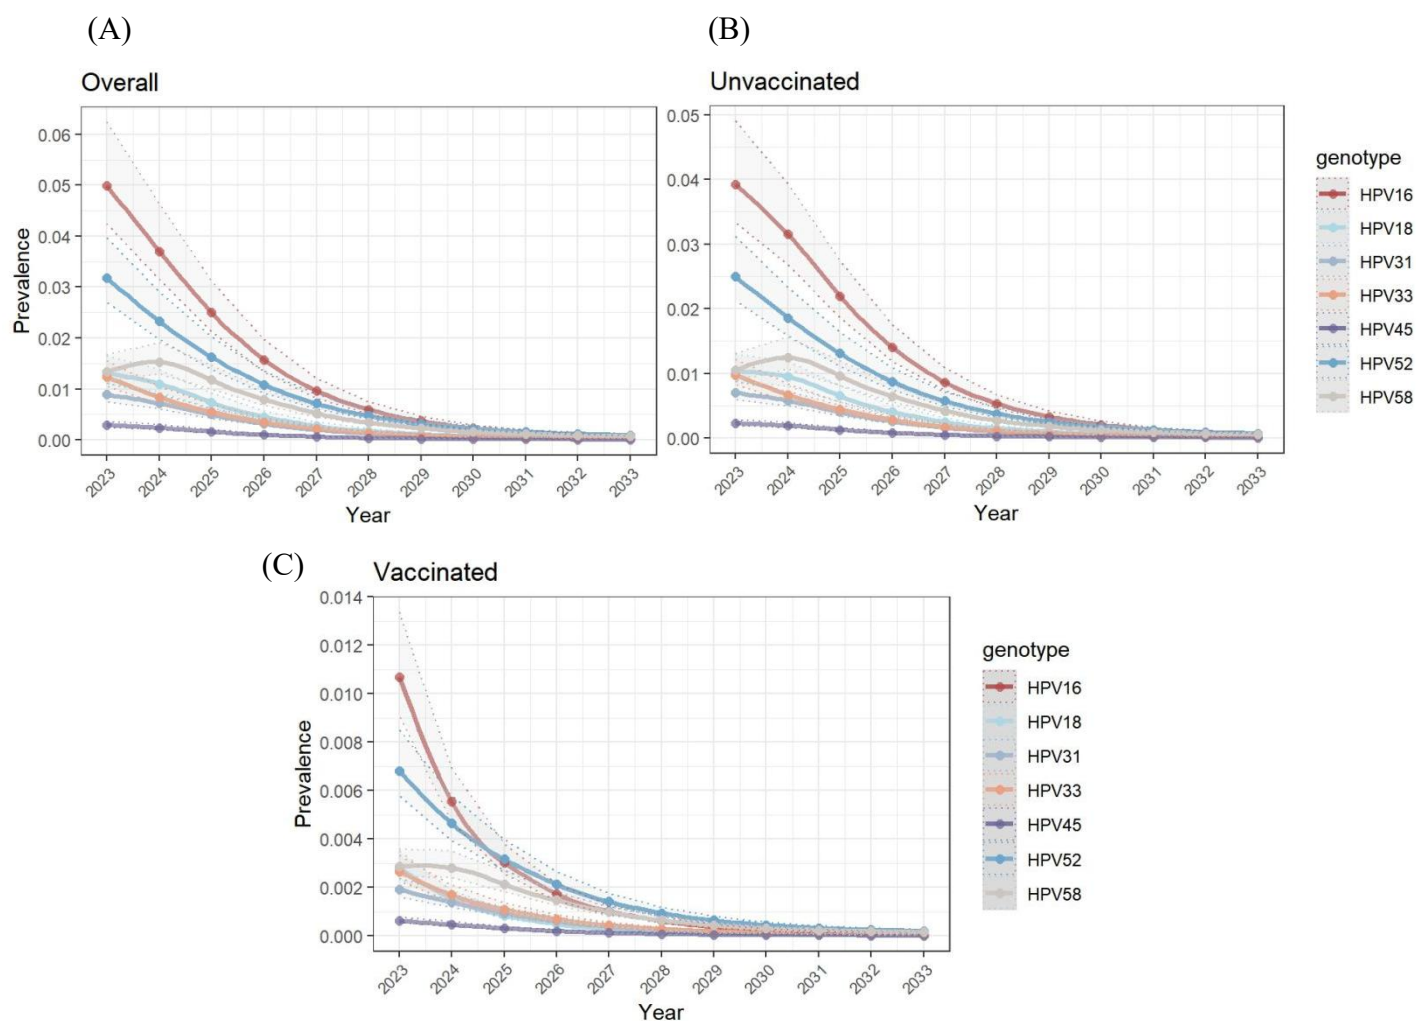 (A)
(B)
Overall
Unvaccinated
0.06
0.05
0.04
0.03
0.02
0.01
0.00
Prevalence
2023
2024
2025
2026
2027
2028
2029
2030
2031
2032
2033
Year
0.05
0.04
0.03
0.02
0.01
0.00
2023
2024
2025
2026
2027
2028
2029
2030
2031
2032
2033
Year
genotype
HPV16
HPV18
HPV31
HPV33
HPV45
HPV52
HPV58
(C)
Vaccinated
0.014
0.012
0.010
0.008
0.006
0.004
0.002
0.000
Prevalence
2023
2024
2025
2026
2027
2028
2029
2030
2031
2032
2033
Year
genotype
HPV16
HPV18
HPV31
HPV33
HPV45
HPV52
HPV58